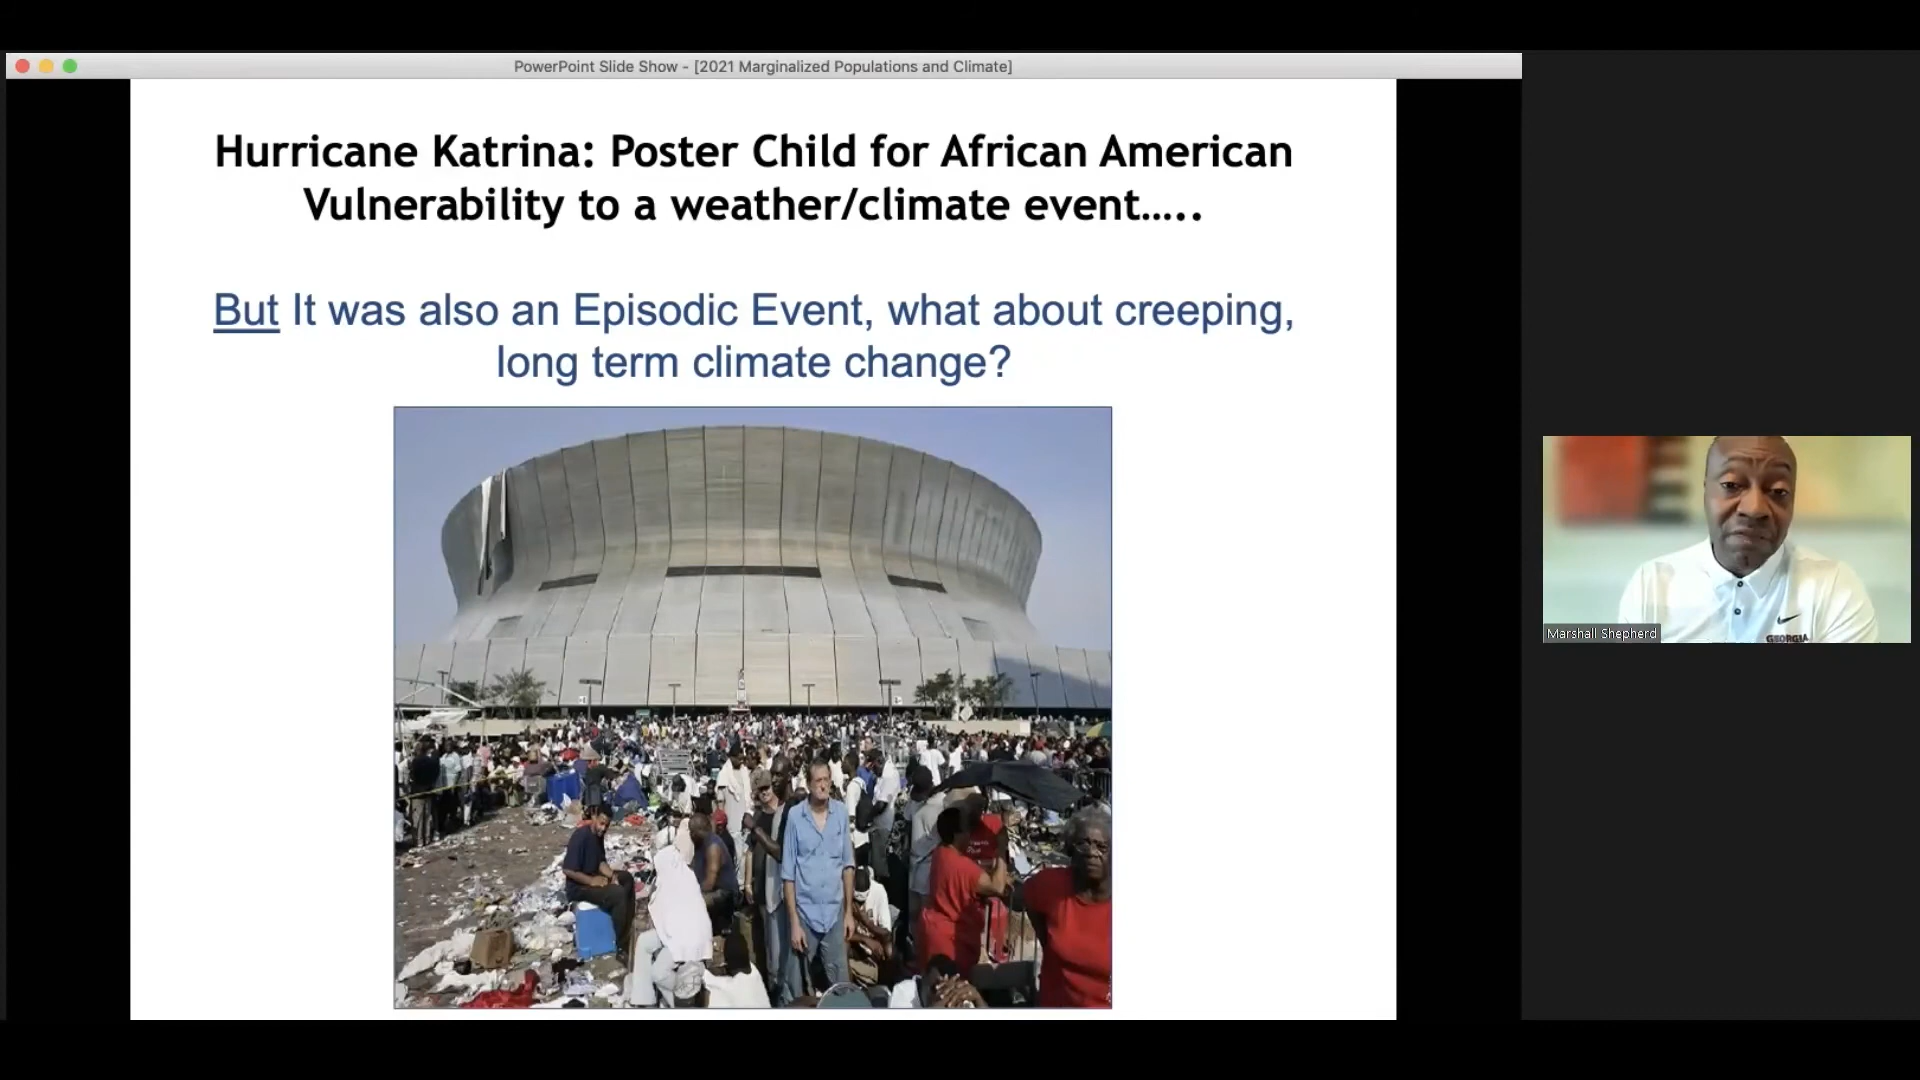 PowerPoint Slide Show - [2021 Marginalized Populations and Climate]
Hurricane Katrina: Poster Child for African American
Vulnerability to a weather/climate event.....
But It was also an Episodic Event, what about creeping,
long term climate change?
Marshall Shepherd
GEORGIA